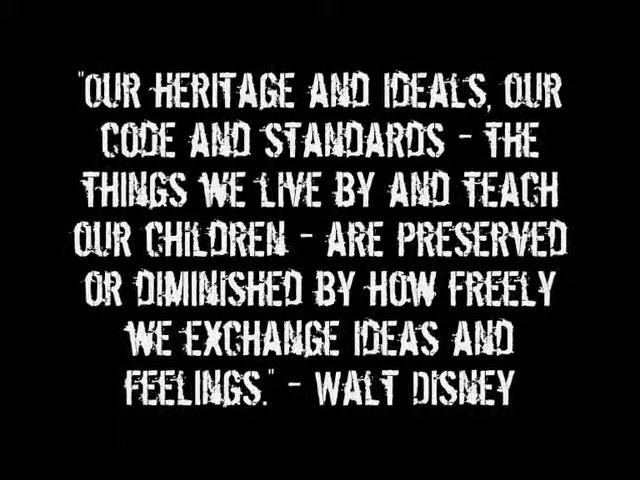 "OUR HERITAGE AND IDEALS, OUR
CODE AND STANDARDS - THE
THINGS WE LIVE BY AND TEACH
OUR CHILDREN - ARE PRESERVED
OR DIMINISHED BY HOW FREELY
WE EXCHANGE IDEAS AND
FEELINGS." - WALT DISNEY